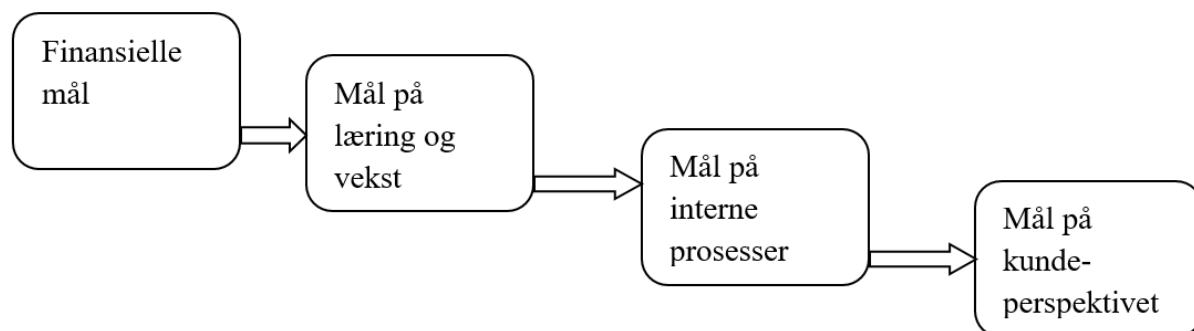 Finansielle
mål
Mål på
læring og
vekst
Mål på
interne
prosesser
Mål på
kunde-
perspektivet